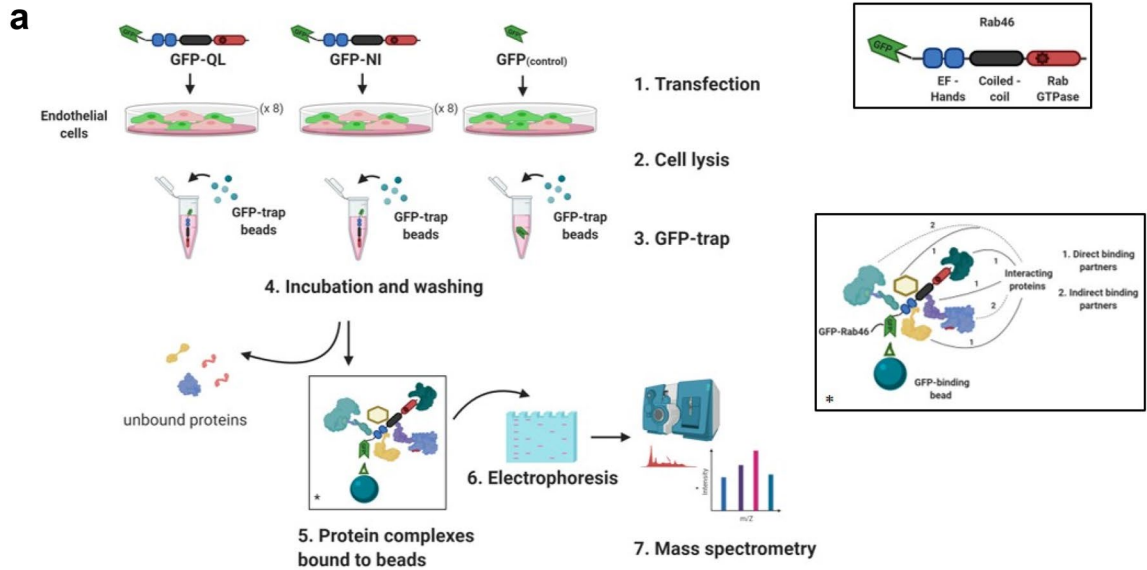 a
GFP
GFP
GFP
GFP-QL
GFP-NI
GFP(control)
Endothelial
cells
(x 8)
(x 8)
GFP-trap
beads
GFP-trap
beads
GFP-trap
beads
1. Transfection
2. Cell lysis
3. GFP-trap
4. Incubation and washing
unbound proteins
*
5. Protein complexes
bound to beads
6. Electrophoresis
Intensity
m/Z
7. Mass spectrometry
Rab46
GFP
EF -
Hands
Coiled -
coil
Rab
GTPase
2
1
1
1
2
1
Interacting
proteins
1. Direct binding
partners
2. Indirect binding
partners
GFP-Rab46
GFP-binding
bead
*